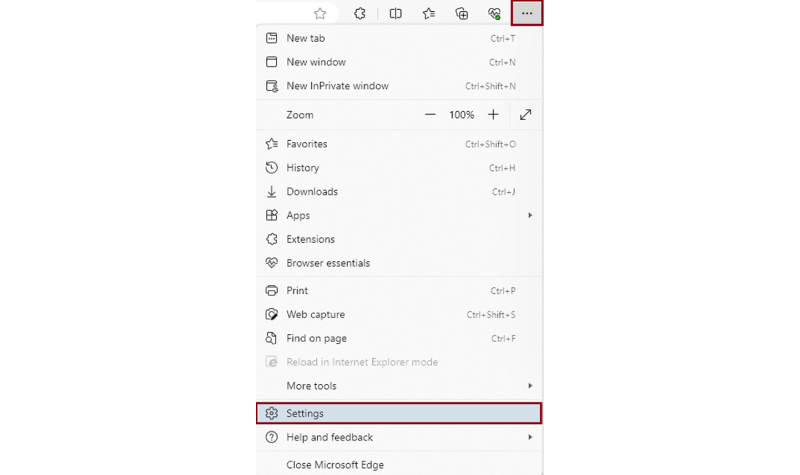 New tab Ctrl+T
New window Ctrl+N
New InPrivate window Ctrl+Shift+N
Zoom 100%
Favorites Ctrl+Shift+O
History Ctrl+H
Downloads Ctrl+J
Apps
Extensions
Browser essentials
Print Ctrl+P
Web capture Ctrl+Shift+S
Find on page Ctrl+F
Reload in Internet Explorer mode
More tools
Settings
Help and feedback
Close Microsoft Edge